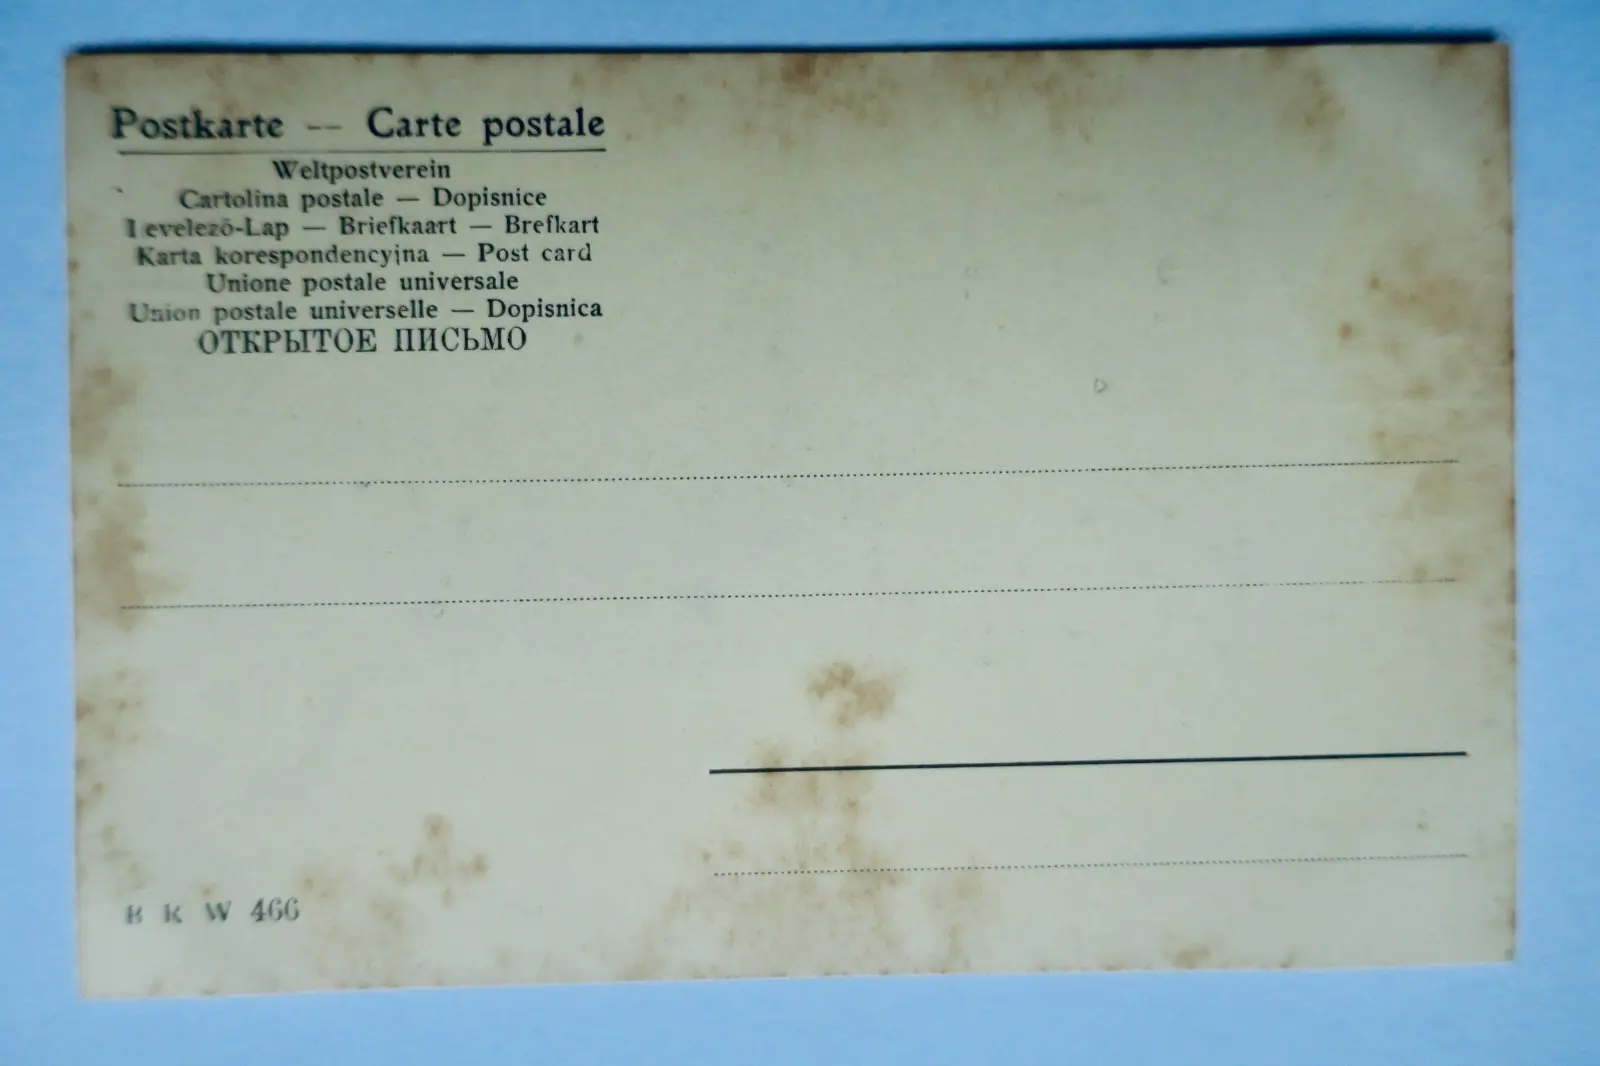 Postkarte — Carte postale
Weltpostverein
Cartolina postale — Dopisnice
Levelező-Lap — Briefkaart — Brefkart
Karta korespondencyjna — Post card
Unione postale universale
Union postale universelle — Dopisnica
ОТКРЫТОЕ ПИСЬМО
B K W 466